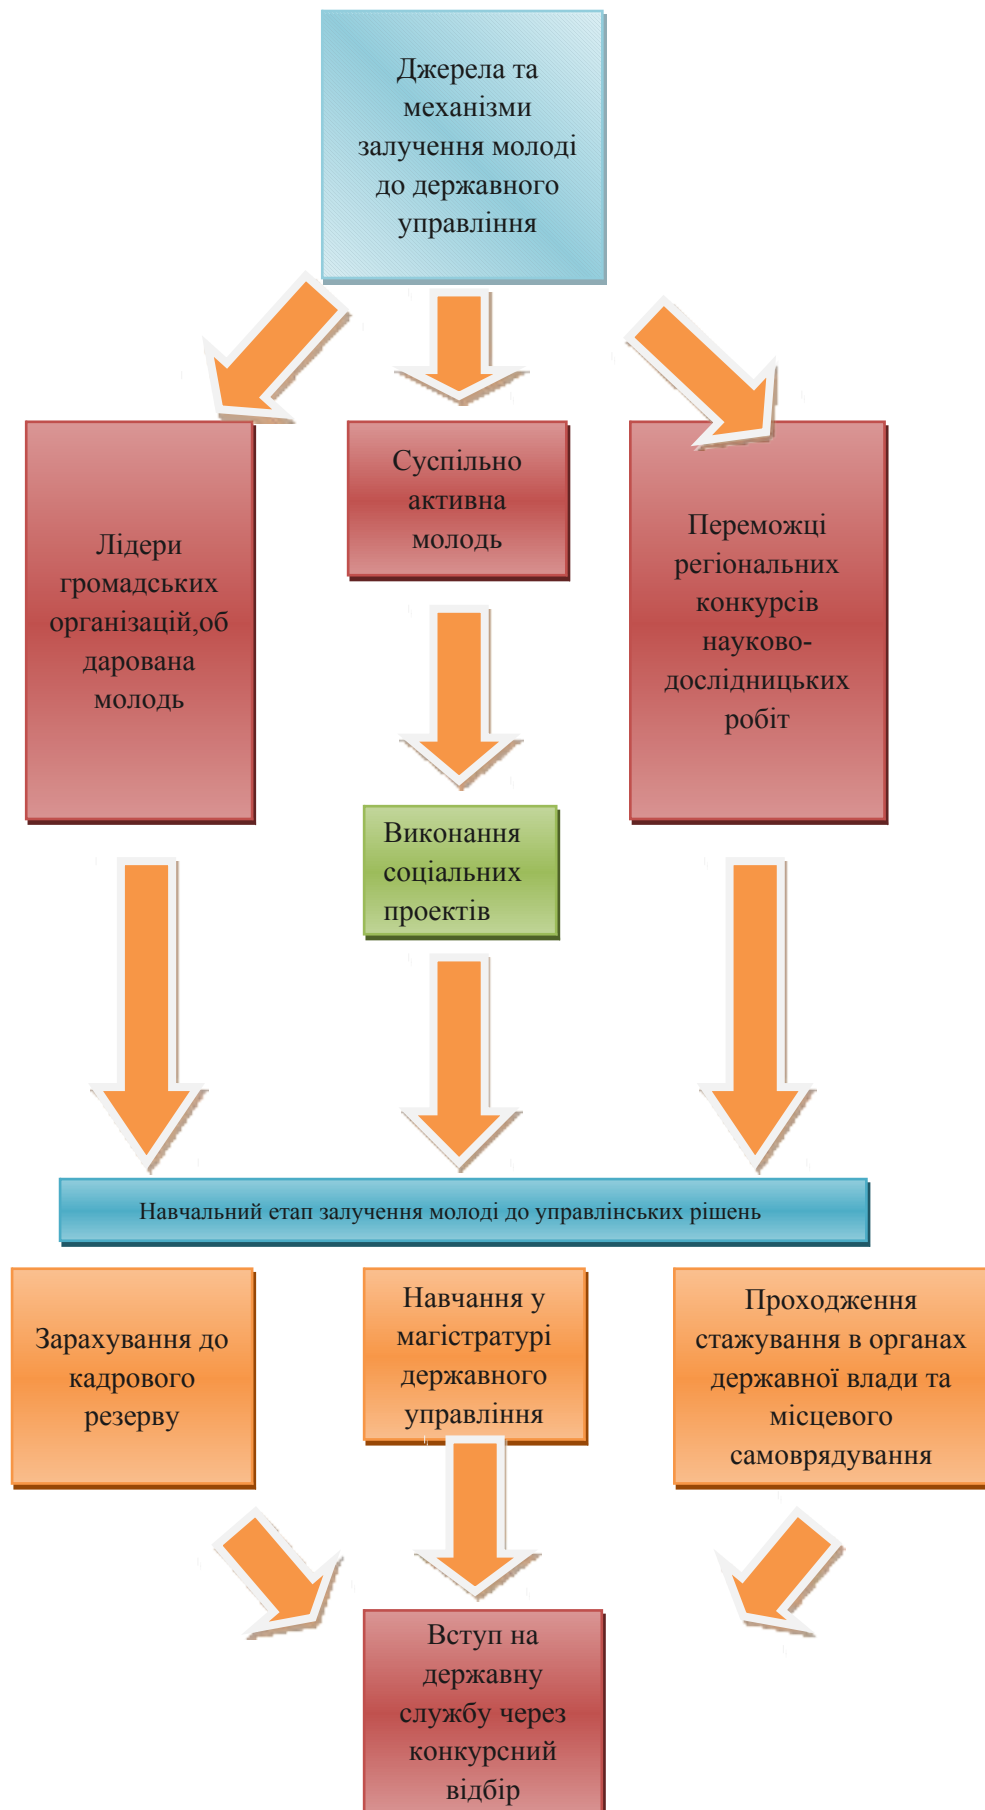 Джерела та
механізми
залучення молоді
до державного
управління
Лідери
громадських
організацій,об
дарована
молодь
Суспільно
активна
молодь
Переможці
регіональних
конкурсів
науково-
дослідницьких
робіт
Виконання
соціальних
проектів
Навчальний етап залучення молоді до управлінських рішень
Зарахування до
кадрового
резерву
Навчання у
магістратурі
державного
управління
Проходження
стажування в органах
державної влади та
місцевого
самоврядування
Вступ на
державну
службу через
конкурсний
відбір